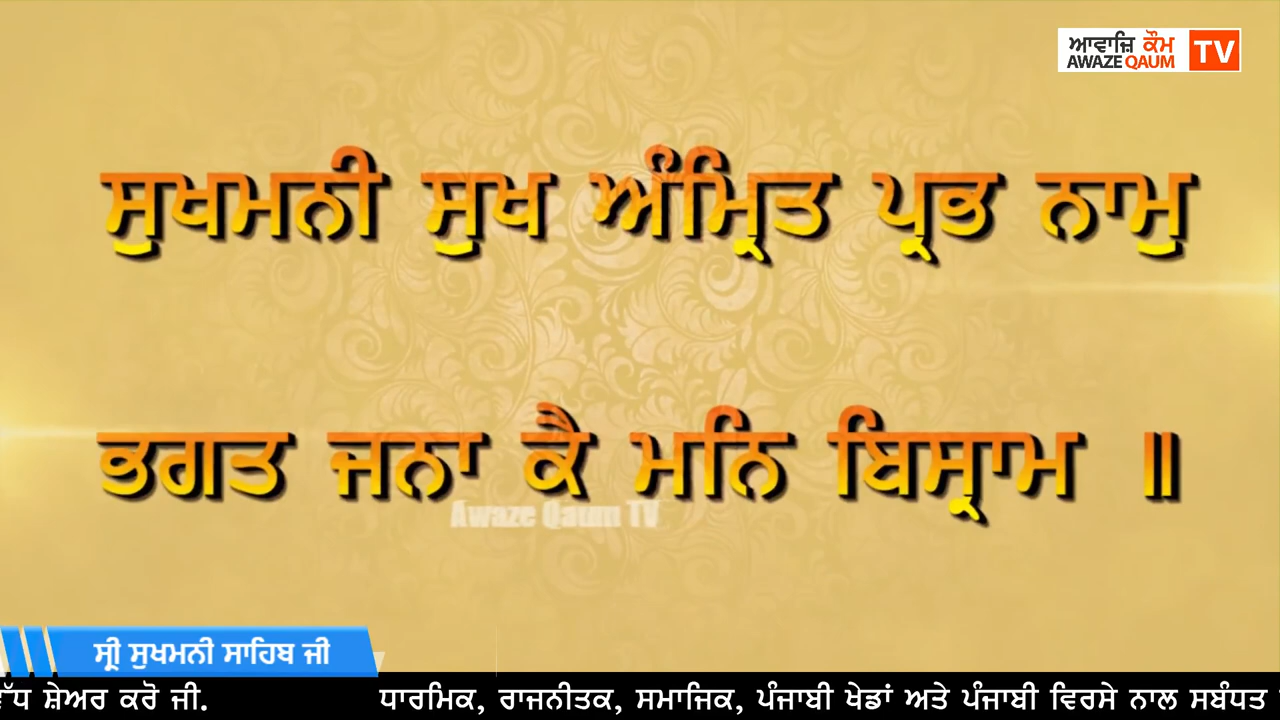 ਆਵਾਜ਼ਿ ਕੌਮ TV
AWAZE QAUM
ਸੁਖਮਨੀ ਸੁਖ ਅੰਮ੍ਰਿਤ ਪ੍ਰਭ ਨਾਮੁ
ਭਗਤ ਜਨਾ ਕੈ ਮਨਿ ਬਿਸ੍ਰਾਮ ॥
Awaze Qaum TV
ਸ੍ਰੀ ਸੁਖਮਨੀ ਸਾਹਿਬ ਜੀ
ਸ਼ੇਅਰ ਕਰੋ ਜੀ. ਧਾਰਮਿਕ, ਰਾਜਨੀਤਕ, ਸਮਾਜਿਕ, ਪੰਜਾਬੀ ਖੇਡਾਂ ਅਤੇ ਪੰਜਾਬੀ ਵਿਰਸੇ ਨਾਲ ਸਬੰਧਤ